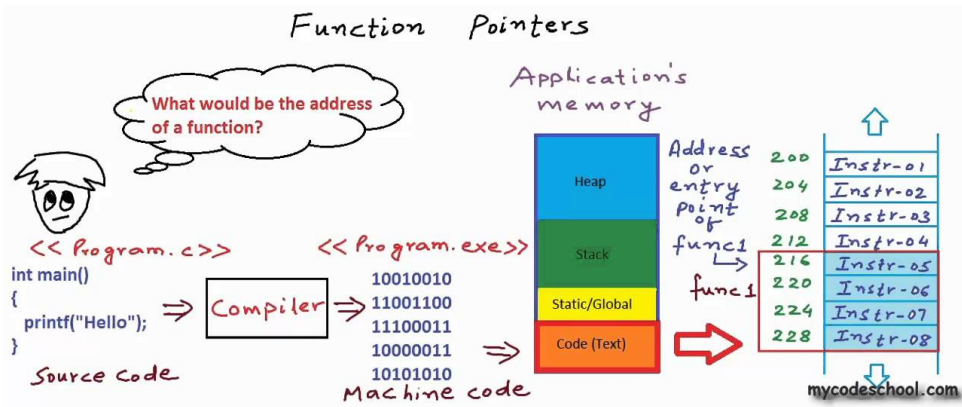 Function Pointers
What would be the address
of a function?
<< Program.c>>
int main()
{
printf("Hello");
}
Source code
Compiler
<< Program.exe>>
10010010
11001100
11100011
10000011
10101010
Machine code
Application's
memory
Heap
Stack
Static/Global
Code (Text)
Address
or
entry
point
of
func1
func1
200 Instr-01
204 Instr-02
208 Instr-03
212 Instr-04
216 Instr-05
220 Instr-06
224 Instr-07
228 Instr-08
mycodeschool.com